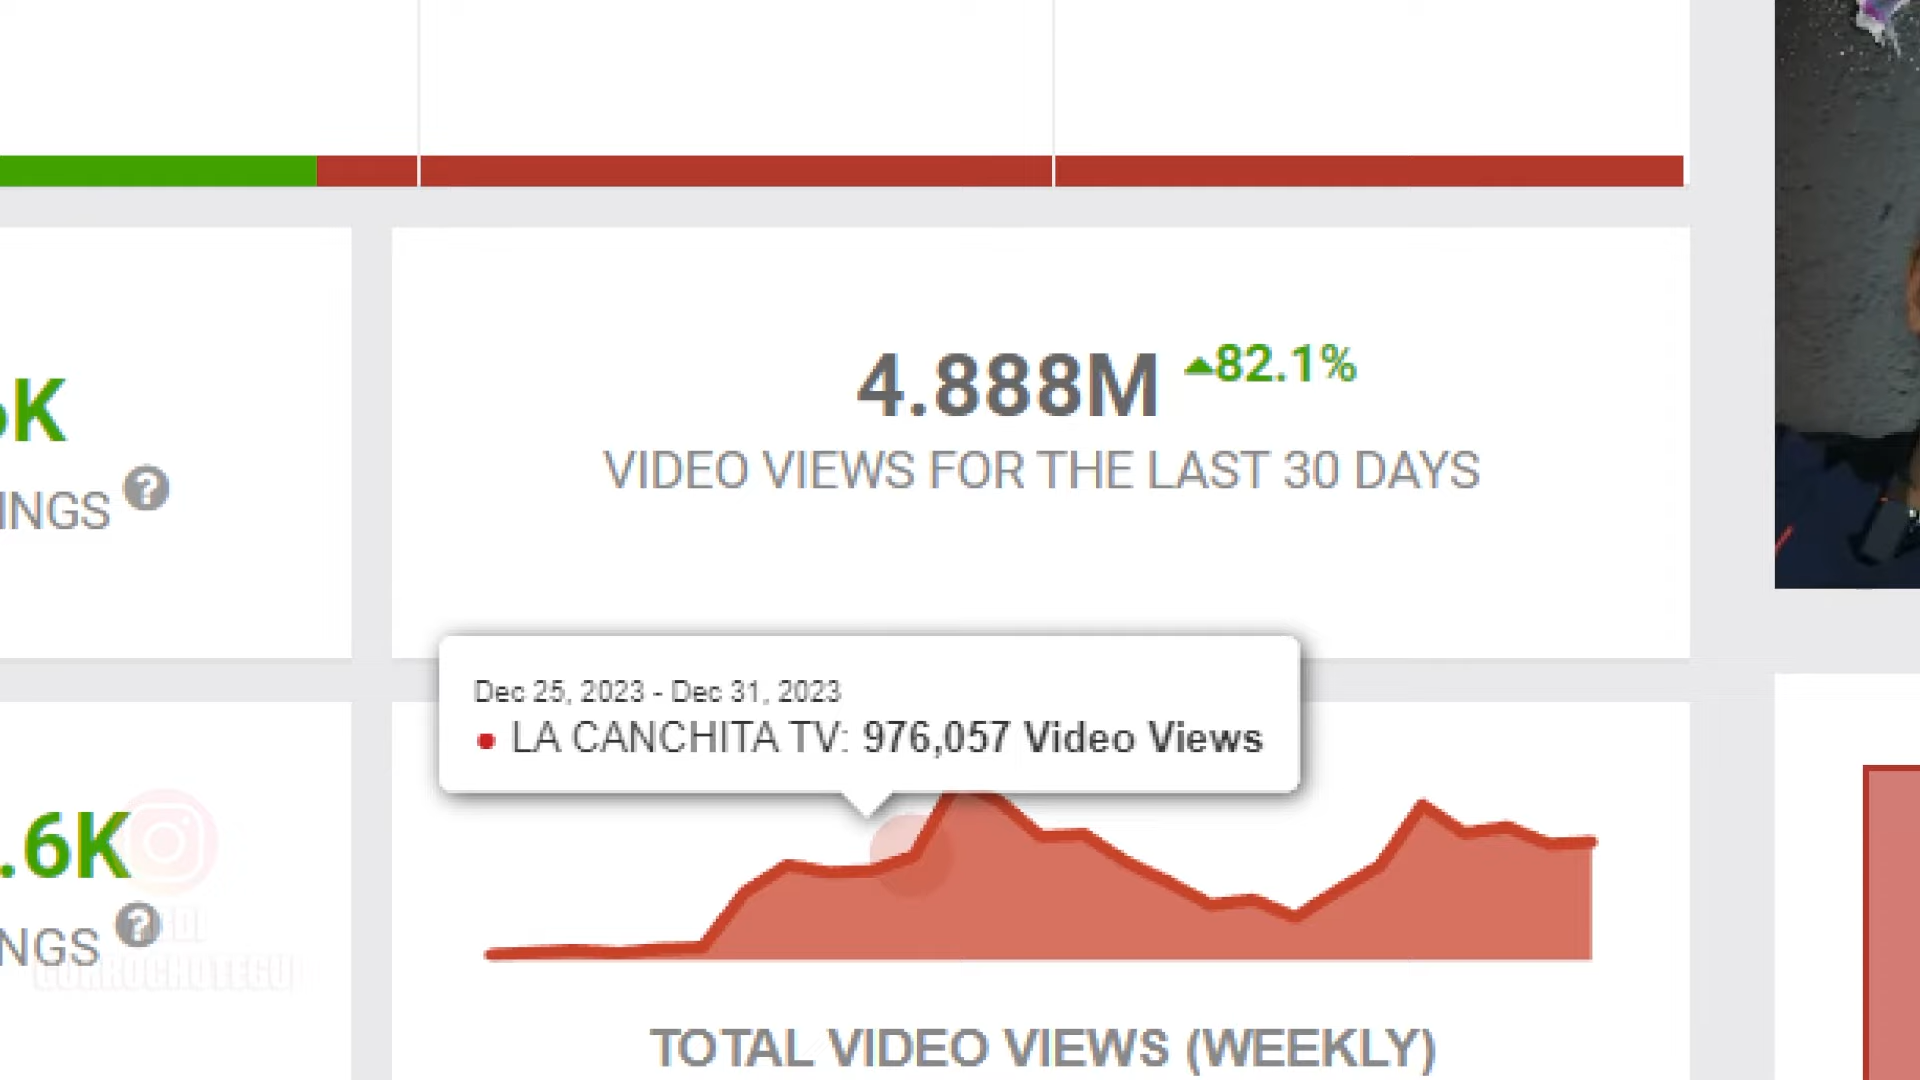 4.888M ▲82.1%
VIDEO VIEWS FOR THE LAST 30 DAYS
K
INGS ?
Dec 25, 2023 - Dec 31, 2023
• LA CANCHITA TV: 976,057 Video Views
.6K
NGS ?
TOTAL VIDEO VIEWS (WEEKLY)